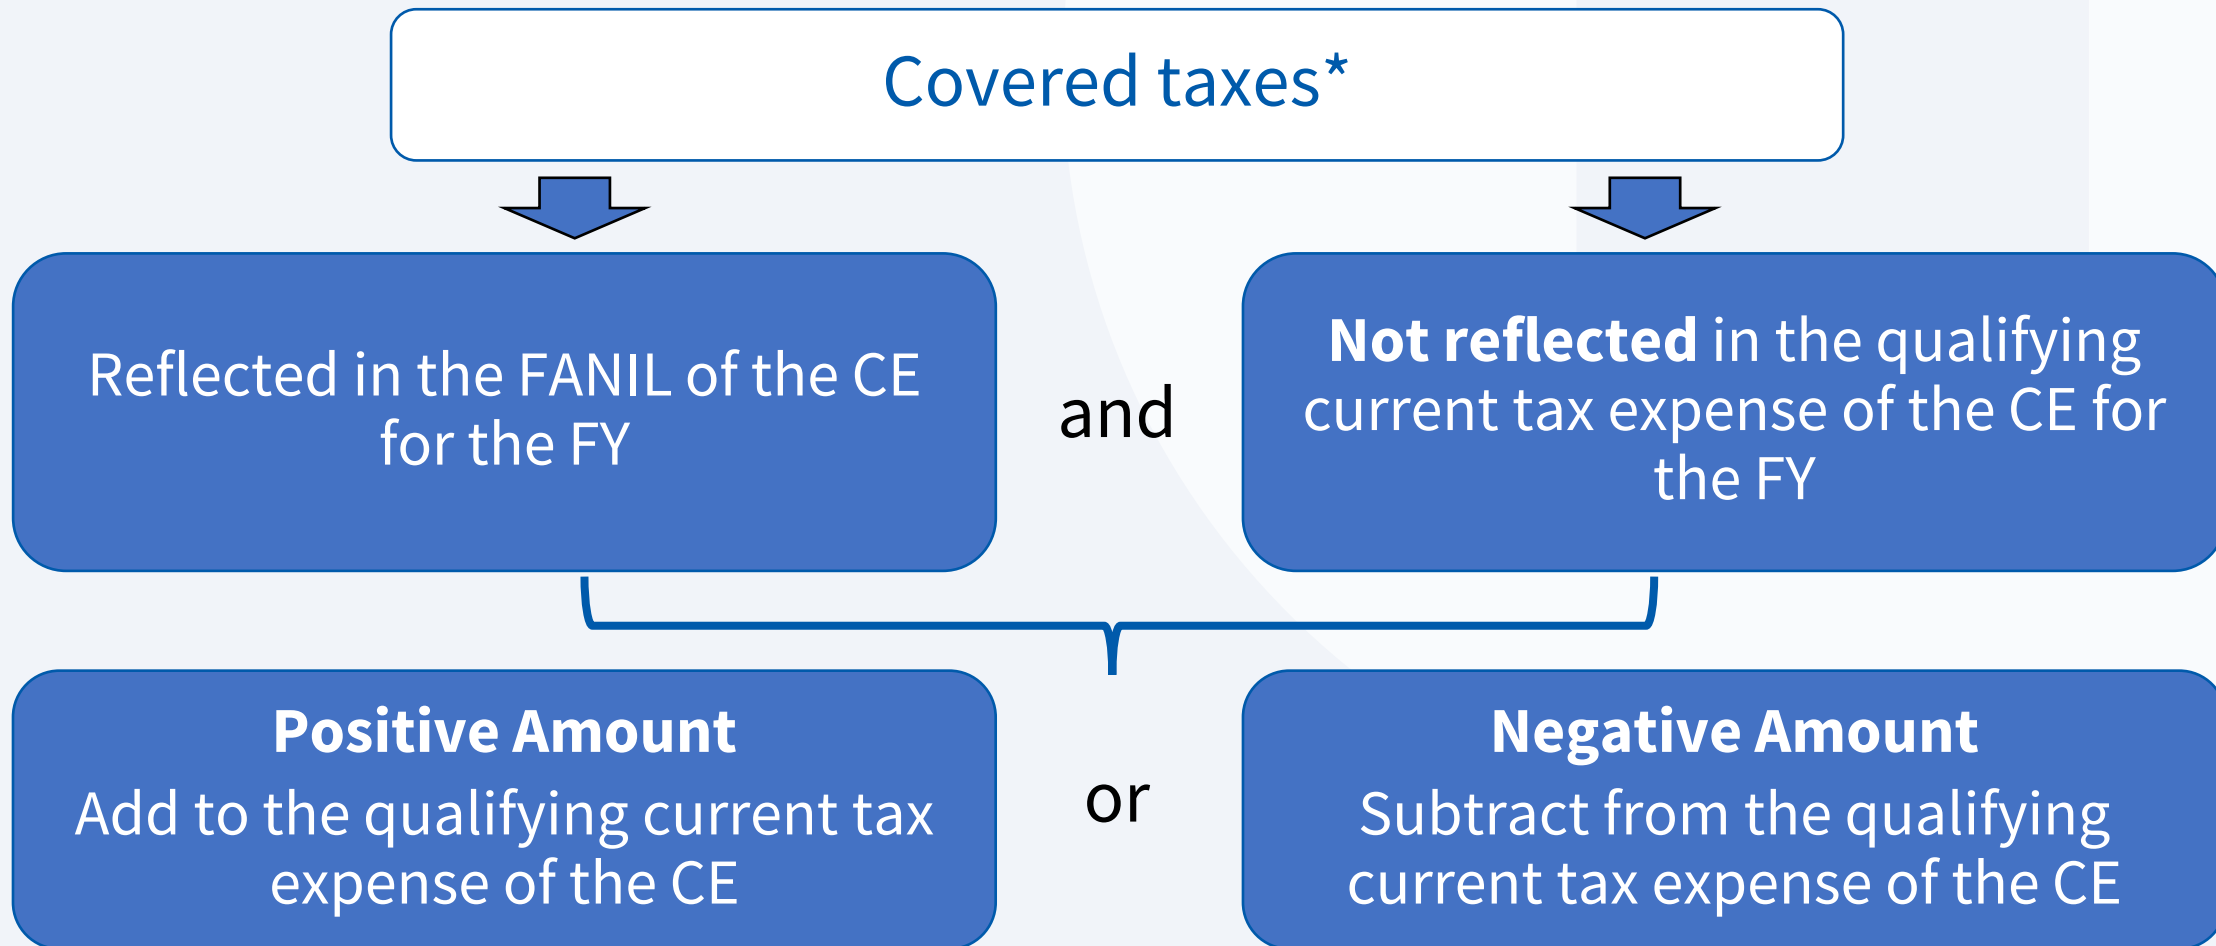 Covered taxes*
Reflected in the FANIL of the CE
for the FY
and
Not reflected in the qualifying
current tax expense of the CE for
the FY
Positive Amount
Add to the qualifying current tax
expense of the CE
or
Negative Amount
Subtract from the qualifying
current tax expense of the CE